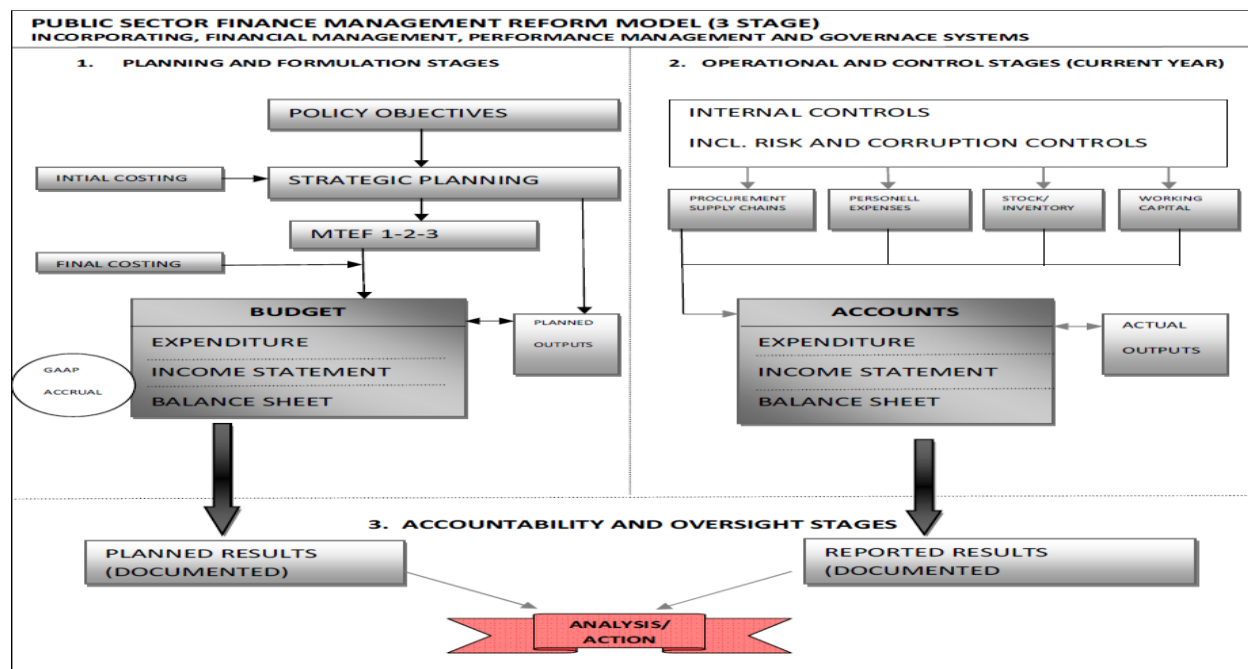 PUBLIC SECTOR FINANCE MANAGEMENT REFORM MODEL (3 STAGE)
INCORPORATING, FINANCIAL MANAGEMENT, PERFORMANCE MANAGEMENT AND GOVERNACE SYSTEMS
1. PLANNING AND FORMULATION STAGES
POLICY OBJECTIVES
INTIAL COSTING
STRATEGIC PLANNING
MTEF 1-2-3
FINAL COSTING
BUDGET
EXPENDITURE
INCOME STATEMENT
BALANCE SHEET
PLANNED
OUTPUTS
GAAP
ACCRUAL
2. OPERATIONAL AND CONTROL STAGES (CURRENT YEAR)
INTERNAL CONTROLS
INCL. RISK AND CORRUPTION CONTROLS
PROCUREMENT
SUPPLY CHAINS
PERSONELL
EXPENSES
STOCK/
INVENTORY
WORKING
CAPITAL
ACCOUNTS
EXPENDITURE
INCOME STATEMENT
BALANCE SHEET
ACTUAL
OUTPUTS
3. ACCOUNTABILITY AND OVERSIGHT STAGES
PLANNED RESULTS
(DOCUMENTED)
REPORTED RESULTS
(DOCUMENTED
ANALYSIS/
ACTION